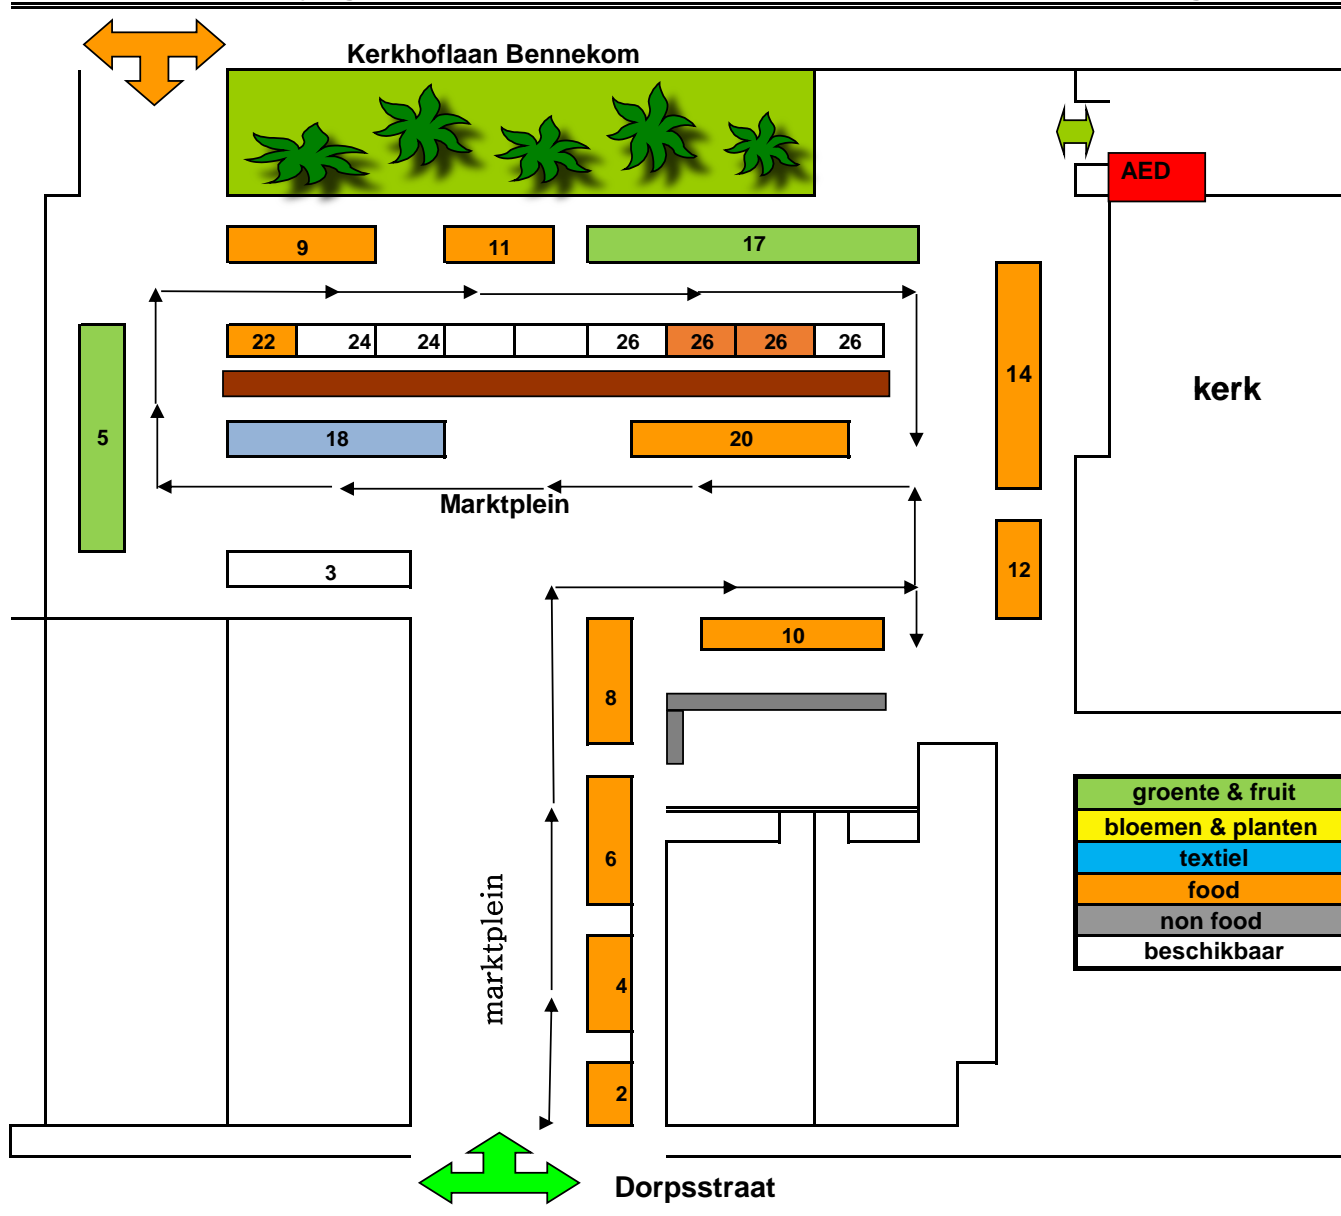 Kerkhoflaan Bennekom
AED
9 11 17
22 24 24 26 26 26 26
14
kerk
5
18 20
Marktplein
3
12
10
8
groente & fruit
bloemen & planten
textiel
food
non food
beschikbaar
6
marktplein
4
2
Dorpsstraat